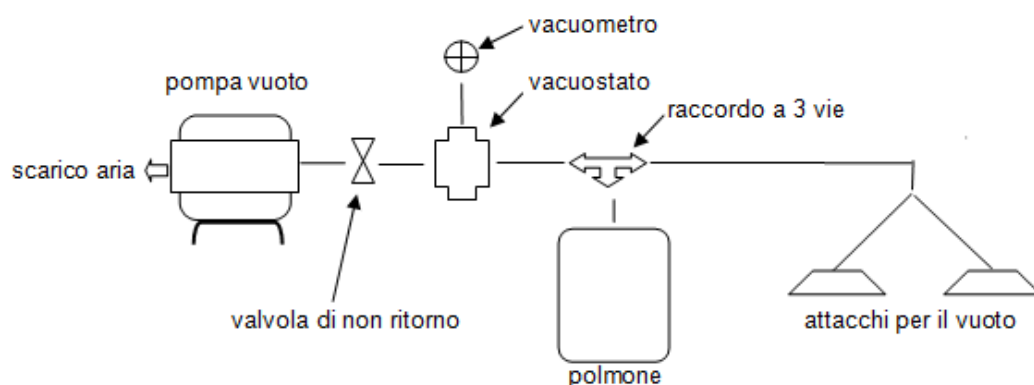 vacuometro
pompa vuoto
vacuostato
raccordo a 3 vie
scarico aria
valvola di non ritorno
attacchi per il vuoto
polmone